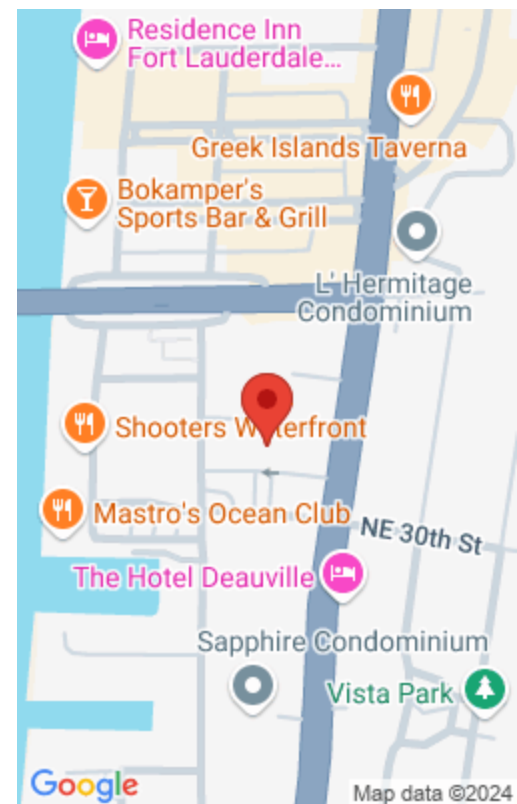 Residence Inn
Fort Lauderdale...
Greek Islands Taverna
Bokamper's
Sports Bar & Grill
L' Hermitage
Condominium
Shooters W terfront
Mastro's Ocean Club
NE 30th St
The Hotel Deauville
Sapphire Condominium
Vista Park
Google
Map data ©2024